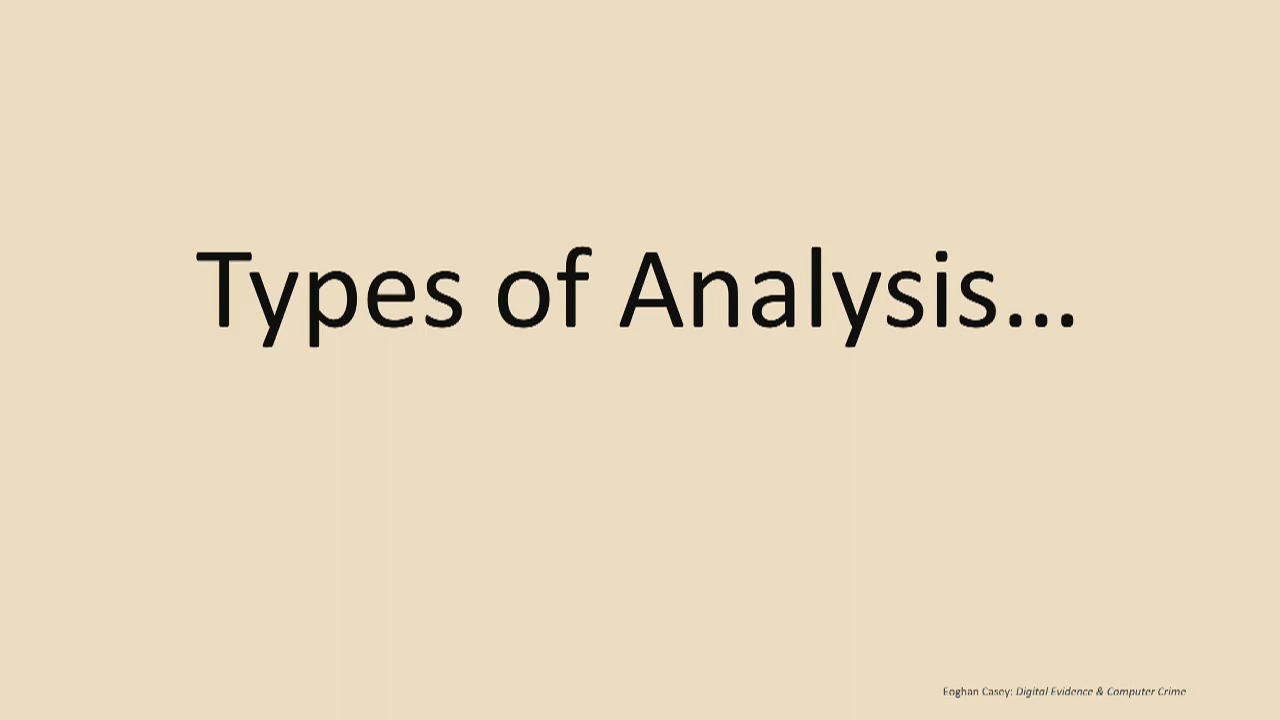 Types of Analysis...
Eoghan Casey: Digital Evidence & Computer Crime